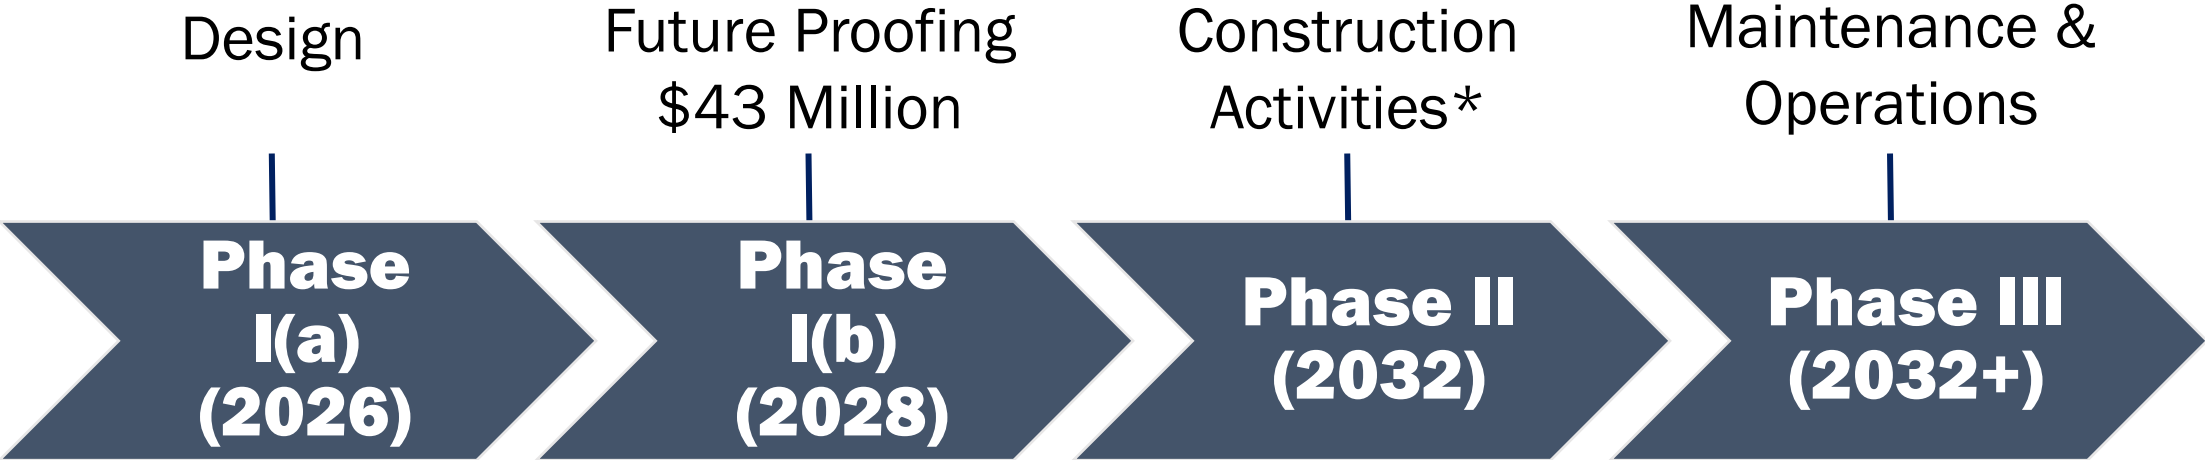 Design
Future Proofing
$43 Million
Construction
Activities*
Maintenance &
Operations
Phase
I(a)
(2026)
Phase
I(b)
(2028)
Phase II
(2032)
Phase III
(2032+)